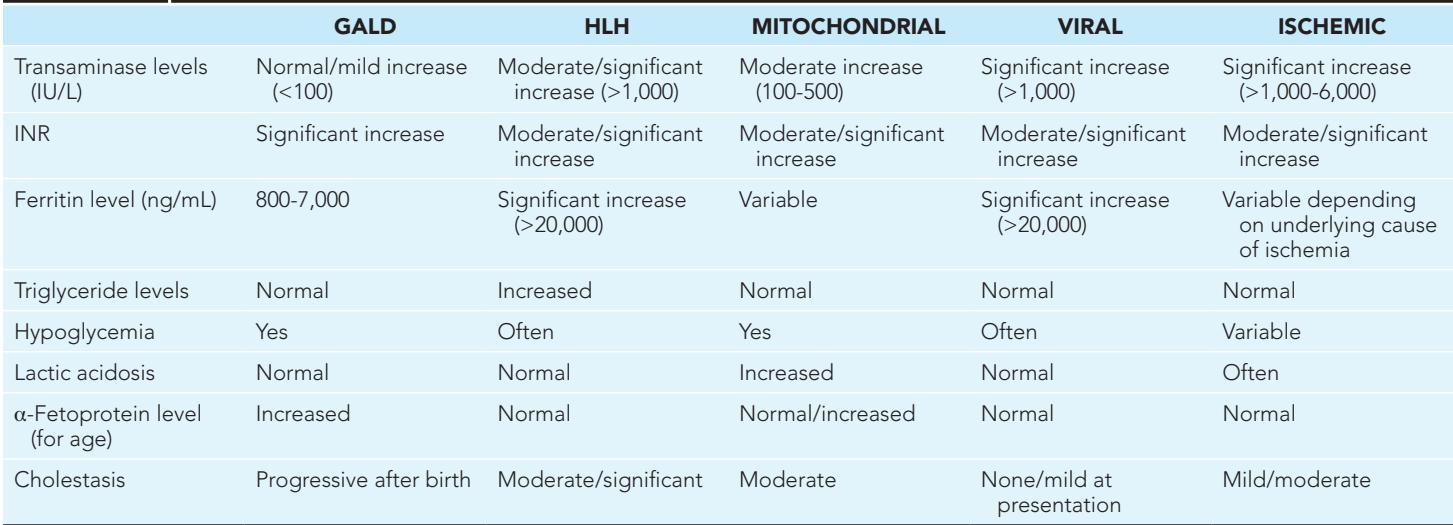 GALD HLH MITOCHONDRIAL VIRAL ISCHEMIC
Transaminase levels Normal/mild increase Moderate/significant Moderate increase Significant increase Significant increase
(IU/L) (<100) increase (>1,000) (100-500) (>1,000) (>1,000-6,000)
INR Significant increase Moderate/significant Moderate/significant Moderate/significant Moderate/significant
increase increase increase increase
Ferritin level (ng/mL) 800-7,000 Significant increase Variable Significant increase Variable depending
(>20,000) (>20,000) on underlying cause
of ischemia
Triglyceride levels Normal Increased Normal Normal Normal
Hypoglycemia Yes Often Yes Often Variable
Lactic acidosis Normal Normal Increased Normal Often
α-Fetoprotein level Increased Normal Normal/increased Normal Normal
(for age)
Cholestasis Progressive after birth Moderate/significant Moderate None/mild at Mild/moderate
presentation